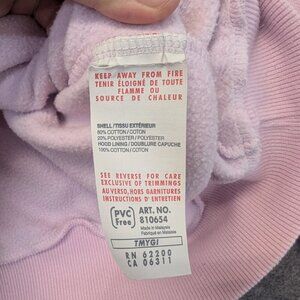 KEEP AWAY FROM FIRE
TENIR ÉLOIGNÉ DE TOUTE
FLAMME OU
SOURCE DE CHALEUR
SHELL/TISSU EXTÉRIEUR
80% COTTON/COTON
20% POLYESTER/POLYESTER
HOOD LINING/DOUBLURE CAPUCHE
100% COTTON/COTON
SEE REVERSE FOR CARE
EXCLUSIVE OF TRIMMINGS
AU VERSO, HORS GARNITURES
INSTRUCTIONS D'ENTRETIEN
PVC Free
ART. NO.
810654
Made in Malaysia
Fabriqué en Malaisie
TMYGI
RN 62200
CA 06311